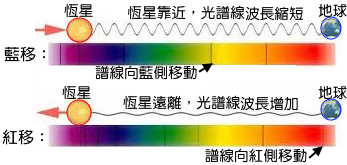 恆星 恆星靠近，光譜線波長縮短 地球
藍移：
譜線向藍側移動
恆星 恆星遠離，光譜線波長增加 地球
紅移：
譜線向紅側移動